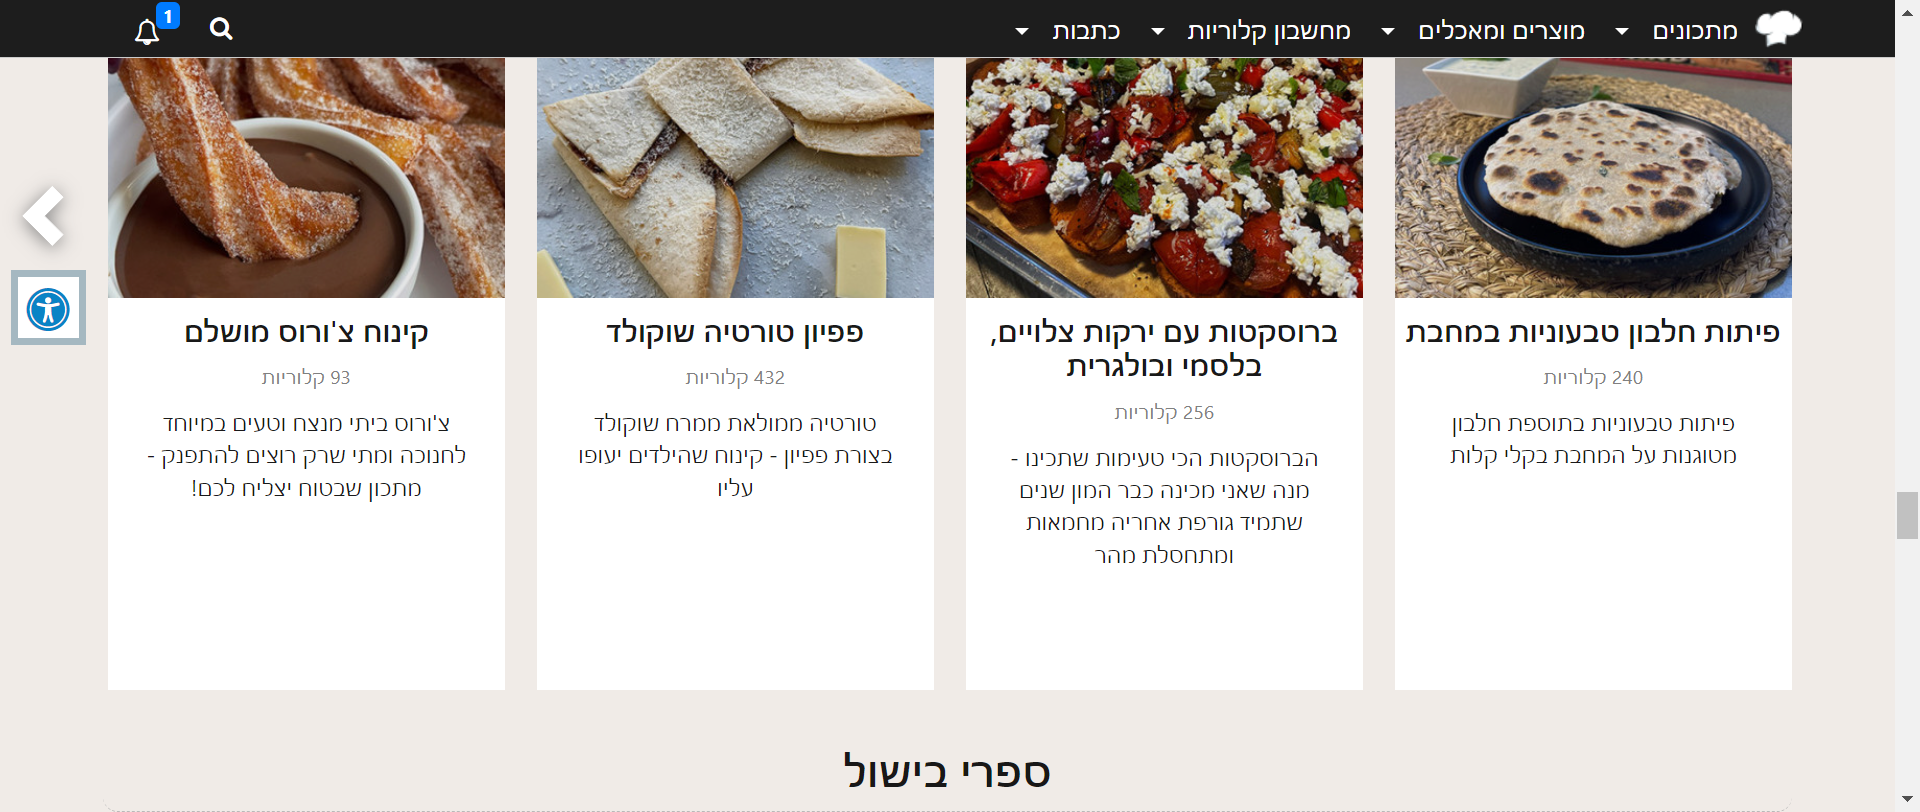 מתכונים
מוצרים ומאכלים
מחשבון קלוריות
כתבות
1
פיתות חלבון טבעוניות במחבת
240 קלוריות
פיתות טבעוניות בתוספת חלבון
מטוגנות על המחבת בקלי קלות
ברוסקטות עם ירקות צלויים,
בלסמי ובולגרית
256 קלוריות
הברוסקטות הכי טעימות שתכינו -
מנה שאני מכינה כבר המון שנים
שתמיד גורפת אחריה מחמאות
ומתחסלת מהר
פפיון טורטיה שוקולד
432 קלוריות
טורטיה ממולאת ממרח שוקולד
בצורת פפיון - קינוח שהילדים יעופו
עליו
קינוח צ'ורוס מושלם
93 קלוריות
צ'ורוס ביתי מנצח וטעים במיוחד
לחנוכה ומתי שרק רוצים להתפנק -
מתכון שבטוח יצליח לכם!
ספרי בישול